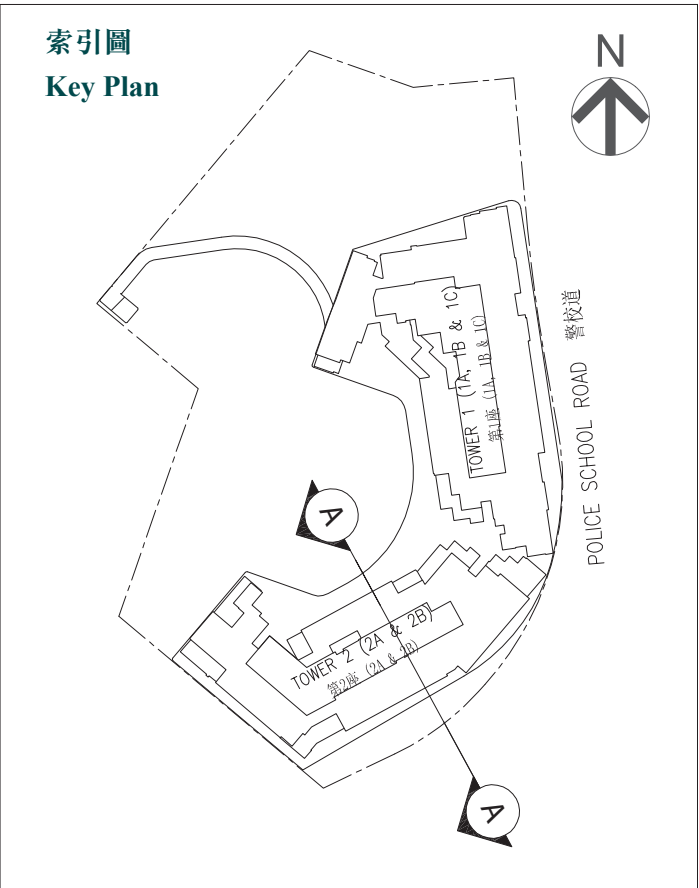 索引圖
Key Plan
N
TOWER 1 (1A, 1B & 1C)
第1座 (1A, 1B & 1C)
POLICE SCHOOL ROAD 警校道
A
TOWER 2 (2A & 2B)
第2座 (2A & 2B)
A